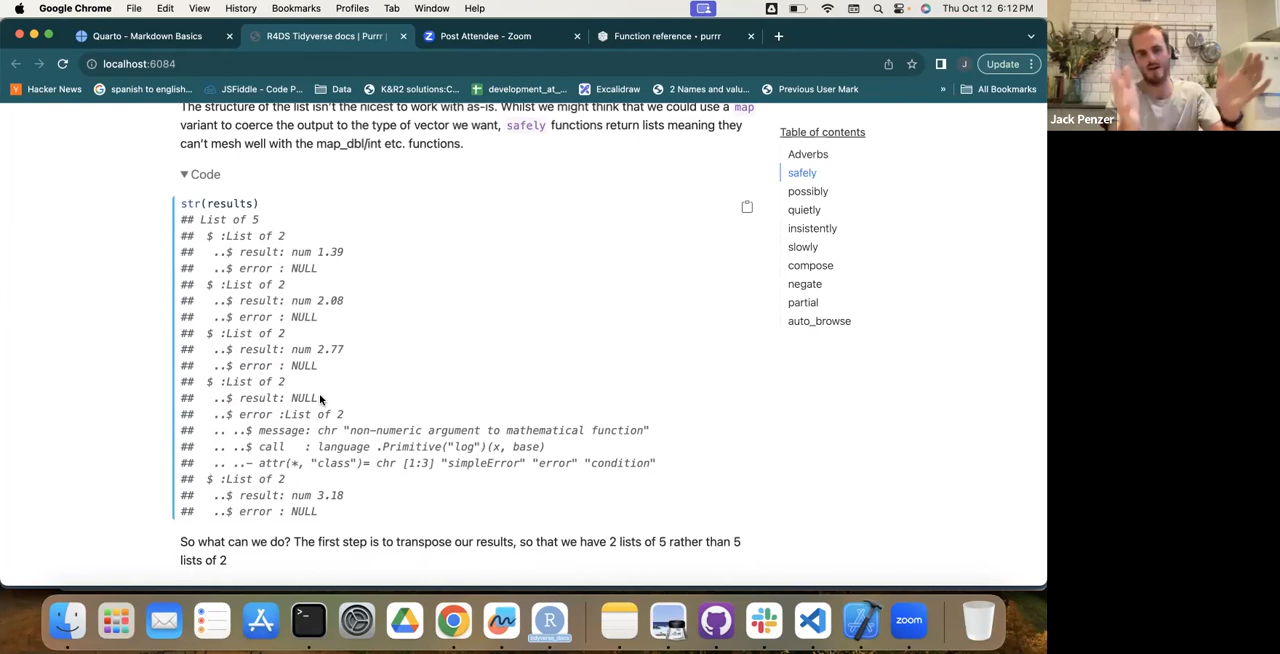 Google Chrome File Edit View History Bookmarks Profiles Tab Window Help Thu Oct 12 6:12 PM
Quarto - Markdown Basics R4DS Tidyverse docs | Purrr | Post Attendee - Zoom Function reference • purrr
localhost:6084 J Update
Hacker News spanish to english... JSFiddle - Code P... Data K&R2 solutions:C... development_at_... Excalidraw 2 Names and valu... Previous User Mark » All Bookmarks
The structure of the list isn't the nicest to work with as-is. Whilst we might think that we could use a map
variant to coerce the output to the type of vector we want, safely functions return lists meaning they
can't mesh well with the map_dbl/int etc. functions.
Code
str(results)
## List of 5
##  $ :List of 2
##   ..$ result: num 1.39
##   ..$ error : NULL
##  $ :List of 2
##   ..$ result: num 2.08
##   ..$ error : NULL
##  $ :List of 2
##   ..$ result: num 2.77
##   ..$ error : NULL
##  $ :List of 2
##   ..$ result: NULL
##   ..$ error :List of 2
##   .. ..$ message: chr "non-numeric argument to mathematical function"
##   .. ..$ call   : language .Primitive("log")(x, base)
##   .. ..- attr(*, "class")= chr [1:3] "simpleError" "error" "condition"
##  $ :List of 2
##   ..$ result: num 3.18
##   ..$ error : NULL
So what can we do? The first step is to transpose our results, so that we have 2 lists of 5 rather than 5
lists of 2
Table of contents
Adverbs
safely
possibly
quietly
insistently
slowly
compose
negate
partial
auto_browse
Jack Penzer
R
tidyverse_docs
zoom